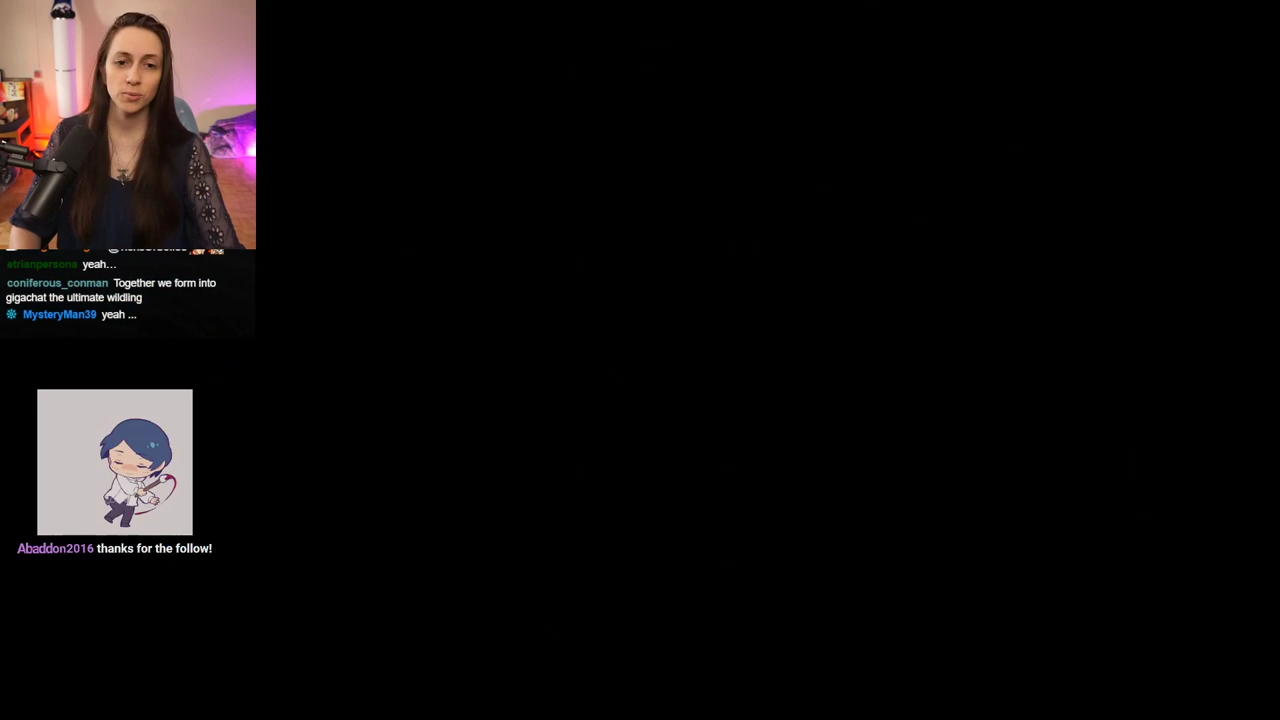 atrianpersona yeah...
coniferous_conman Together we form into
gigachat the ultimate wildling
MysteryMan39 yeah ...
Abaddon2016 thanks for the follow!